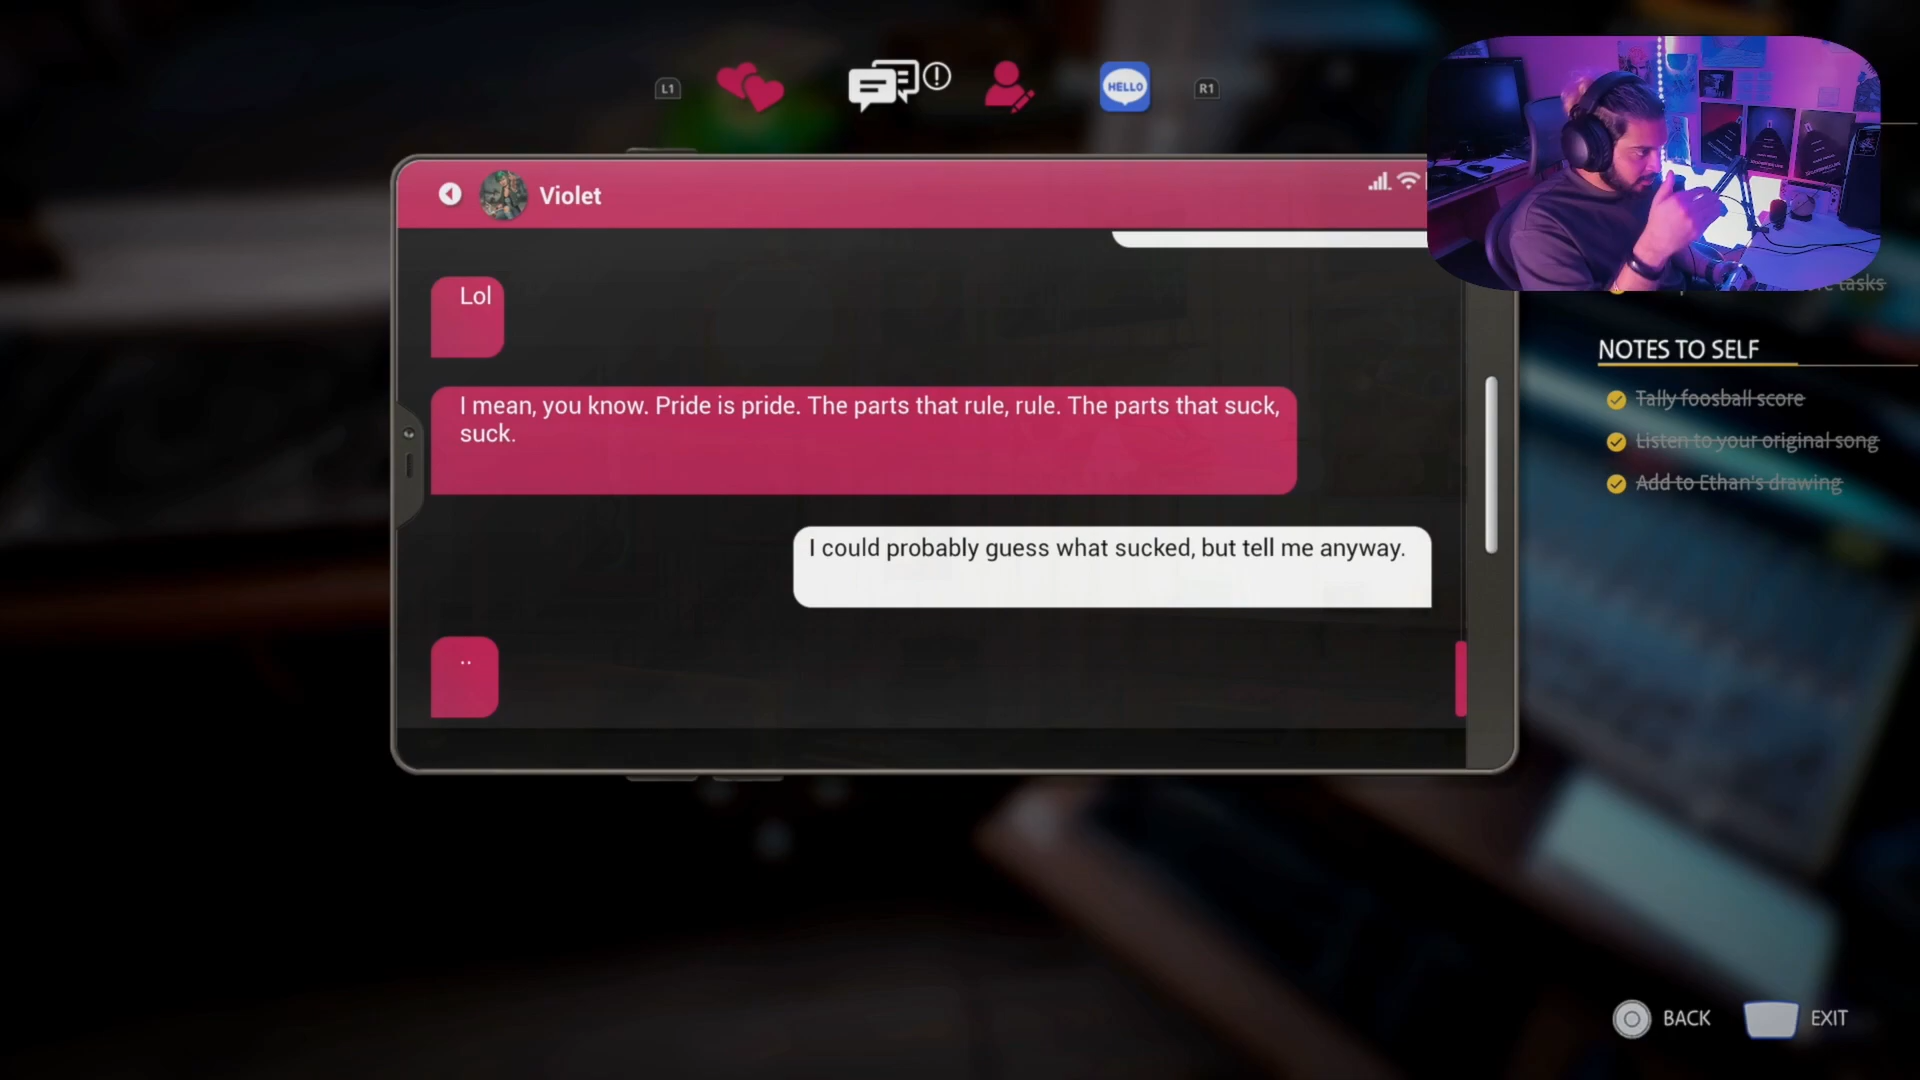 L1
HELLO
R1
Violet
Lol
I mean, you know. Pride is pride. The parts that rule, rule. The parts that suck,
suck.
I could probably guess what sucked, but tell me anyway.
..
tasks
NOTES TO SELF
Tally foosball score
Listen to your original song
Add to Ethan's drawing
BACK
EXIT